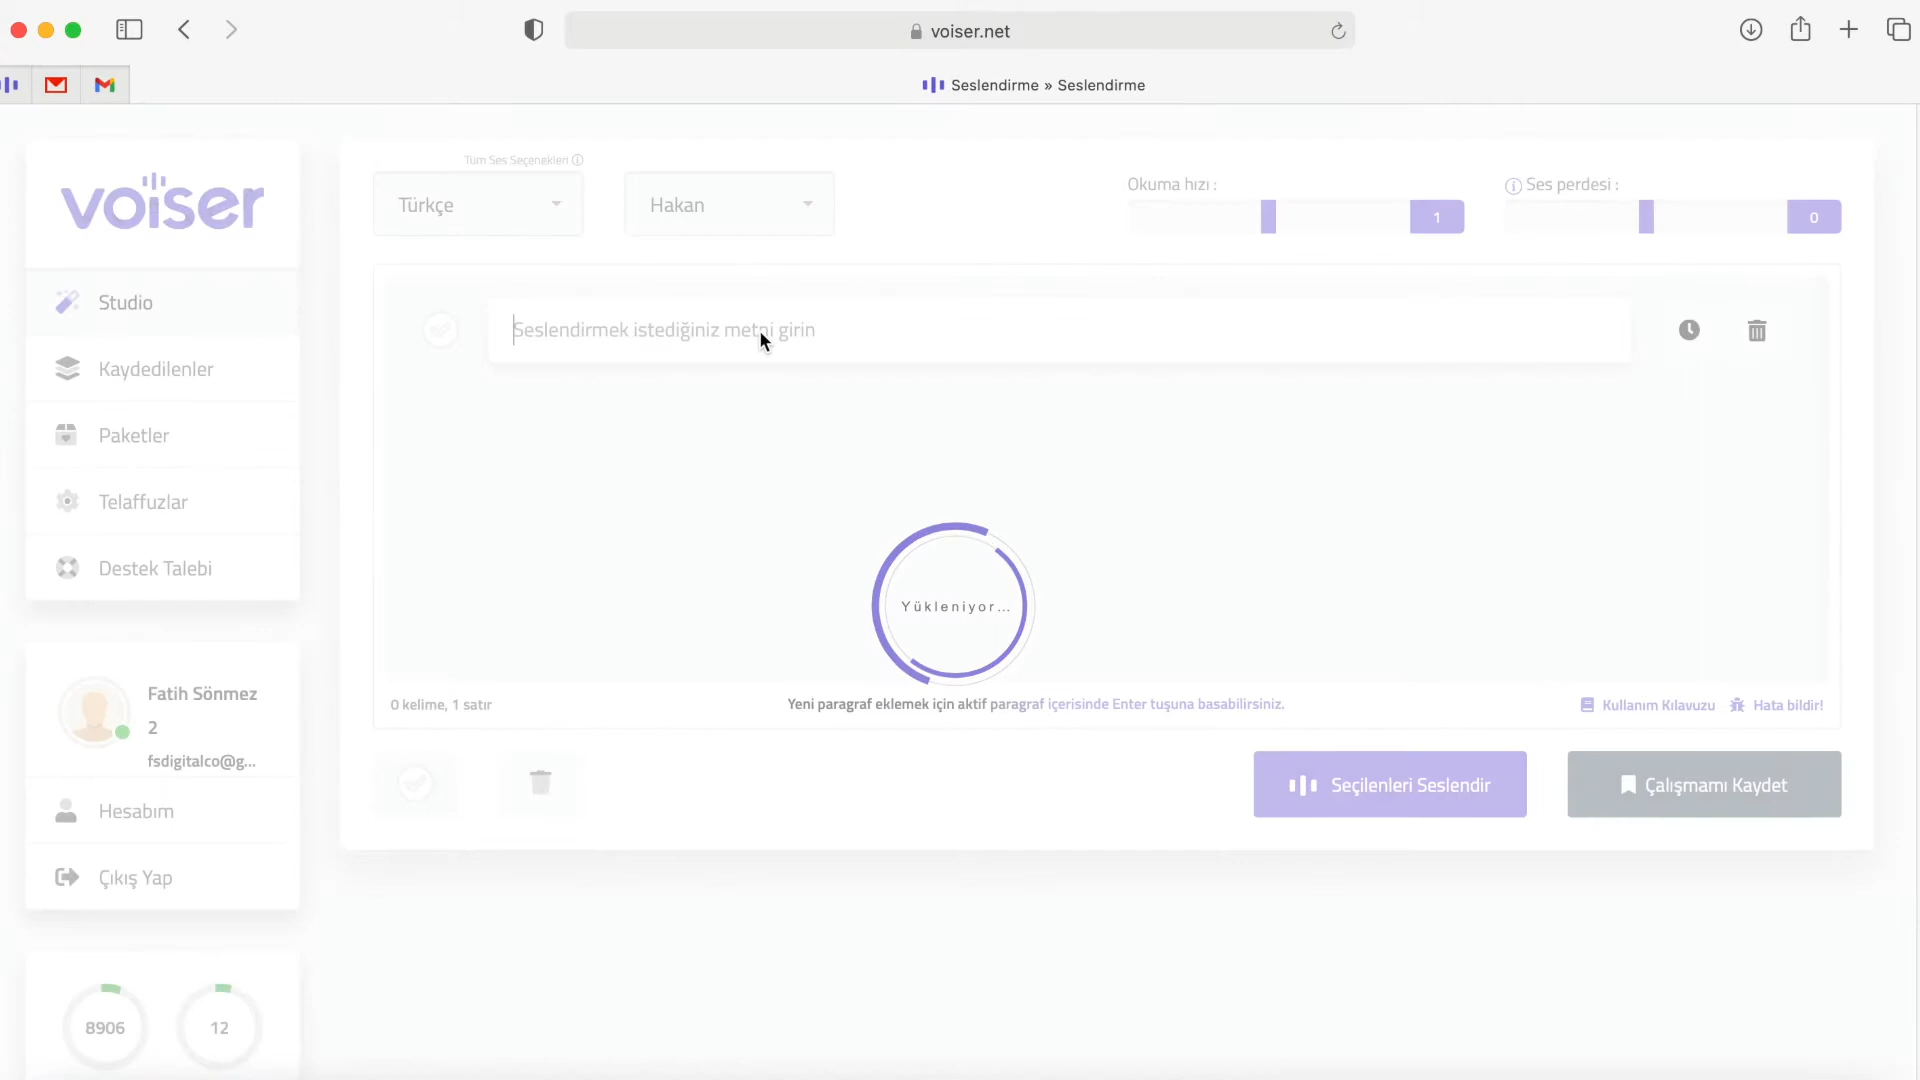 voiser.net
Seslendirme » Seslendirme
voiser
Studio
Kaydedilenler
Paketler
Telaffuzlar
Destek Talebi
Fatih Sönmez
2
fsdigitalco@g...
Hesabım
Çıkış Yap
8906
12
Tüm Ses Seçenekleri
Türkçe
Hakan
Okuma hızı :
1
Ses perdesi :
0
Seslendirmek istediğiniz metni girin
Yükleniyor...
0 kelime, 1 satır
Yeni paragraf eklemek için aktif paragraf içerisinde Enter tuşuna basabilirsiniz.
Kullanım Kılavuzu
Hata bildir!
Seçilenleri Seslendir
Çalışmamı Kaydet